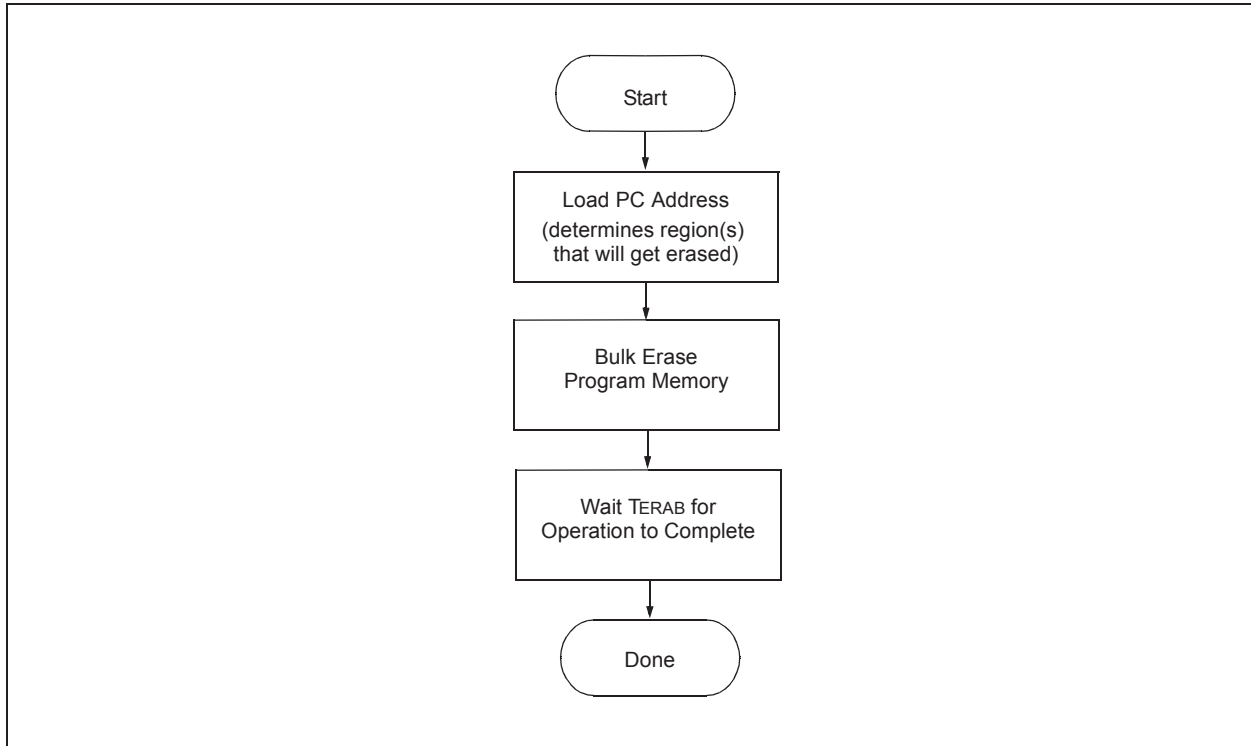 Start
Load PC Address
(determines region(s)
that will get erased)
Bulk Erase
Program Memory
Wait TERAB for
Operation to Complete
Done